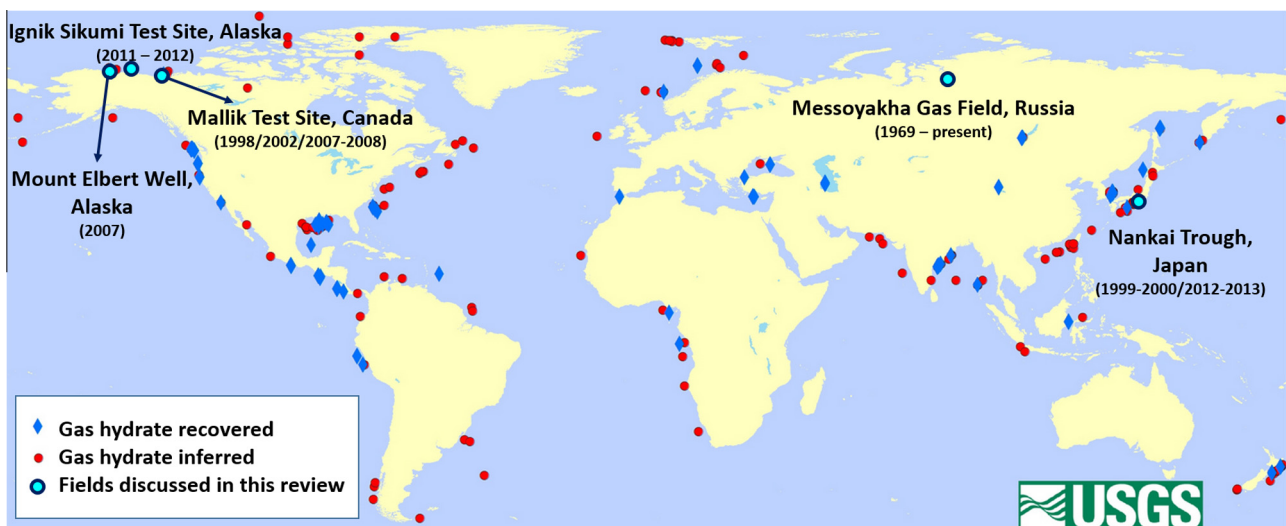 Ignik Sikumi Test Site, Alaska
(2011 – 2012)
Mallik Test Site, Canada
(1998/2002/2007-2008)
Mount Elbert Well,
Alaska
(2007)
Messoyakha Gas Field, Russia
(1969 – present)
Nankai Trough,
Japan
(1999-2000/2012-2013)
Gas hydrate recovered
Gas hydrate inferred
Fields discussed in this review
USGS